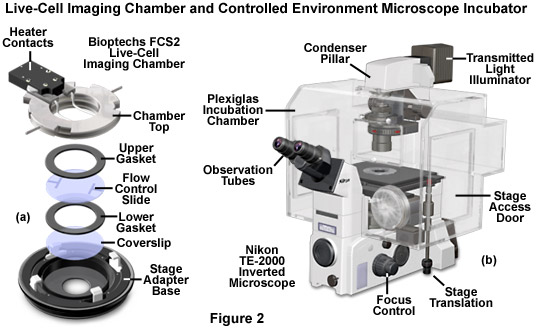 Live-Cell Imaging Chamber and Controlled Environment Microscope Incubator
Heater
Contacts
Bioptechs FCS2
Live-Cell
Imaging Chamber
Chamber
Top
Upper
Gasket
Flow
Control
Slide
(a)
Lower
Gasket
Coverslip
Stage
Adapter
Base
Condenser
Pillar
Transmitted
Light
Illuminator
Plexiglas
Incubation
Chamber
Observation
Tubes
Nikon
Stage
Access
Door
Nikon
TE-2000
Inverted
Microscope
(b)
Focus
Control
Stage
Translation
Figure 2